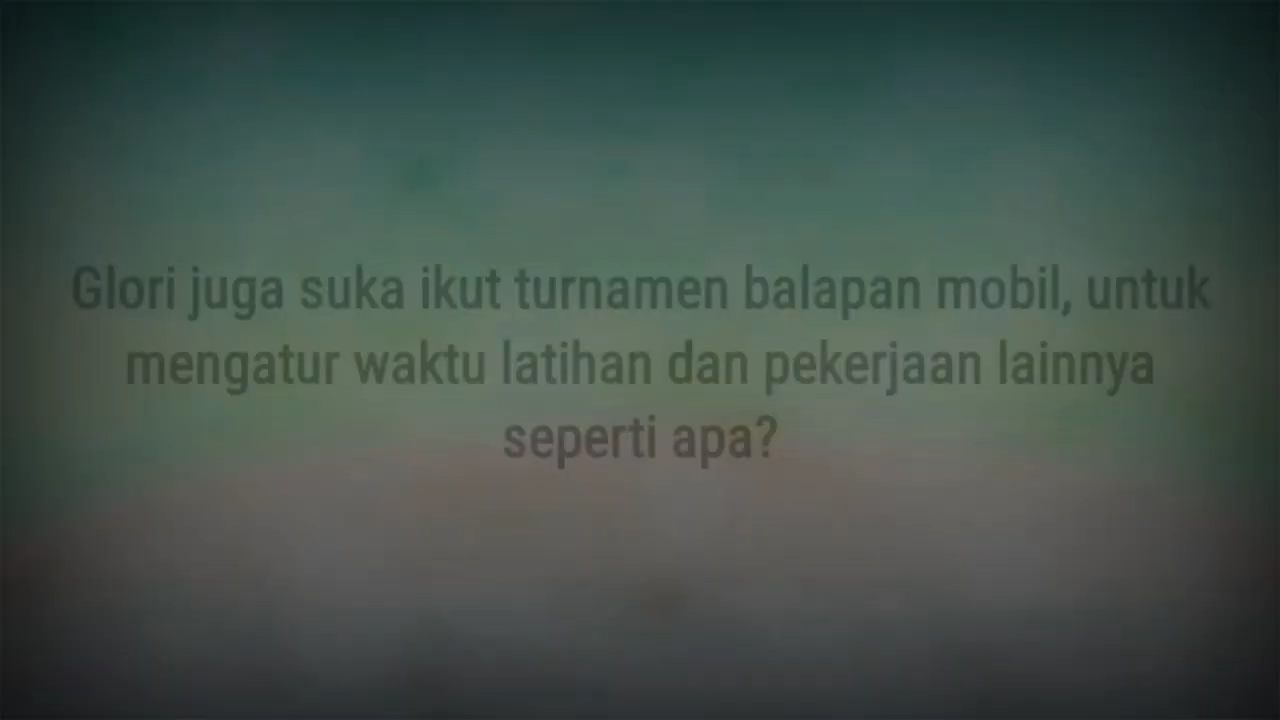 Glori juga suka ikut turnamen balapan mobil, untuk
mengatur waktu latihan dan pekerjaan lainnya
seperti apa?